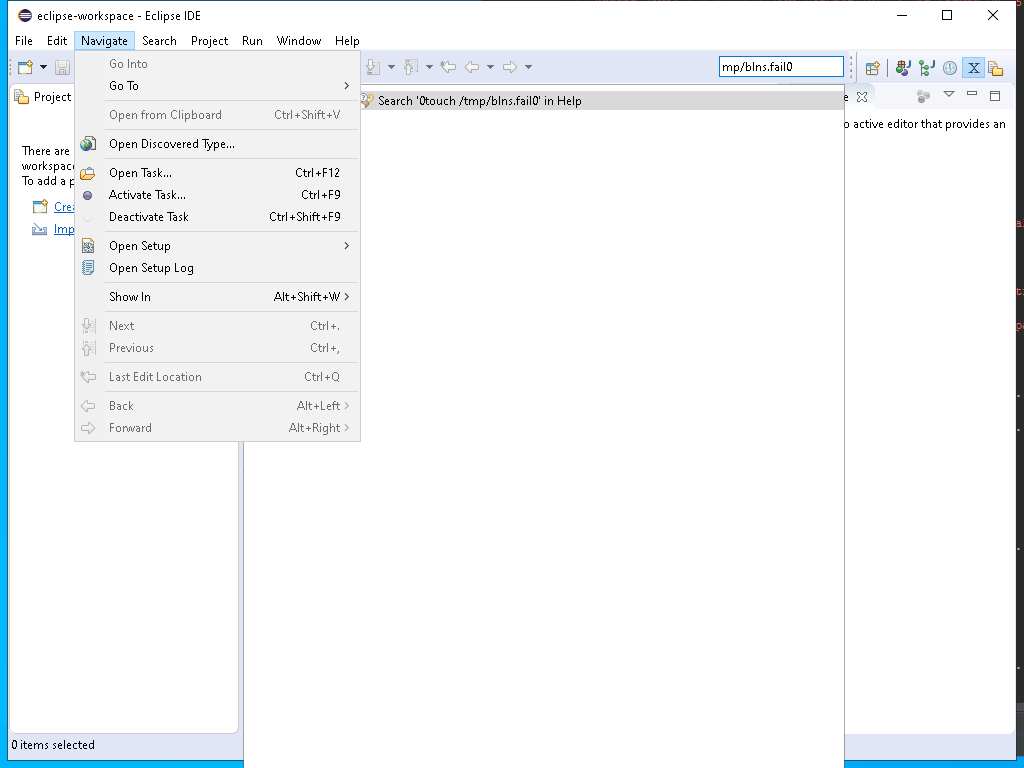 eclipse-workspace - Eclipse IDE
File Edit Navigate Search Project Run Window Help
mp/blns.fail0
X
Project
Search '0touch /tmp/blns.fail0' in Help
Go Into
Go To
Open from Clipboard Ctrl+Shift+V
Open Discovered Type...
Open Task... Ctrl+F12
Activate Task... Ctrl+F9
Deactivate Task Ctrl+Shift+F9
Open Setup
Open Setup Log
Show In Alt+Shift+W
Next Ctrl+.
Previous Ctrl+,
Last Edit Location Ctrl+Q
Back Alt+Left
Forward Alt+Right
There are
To add a
active editor that provides an
0 items selected